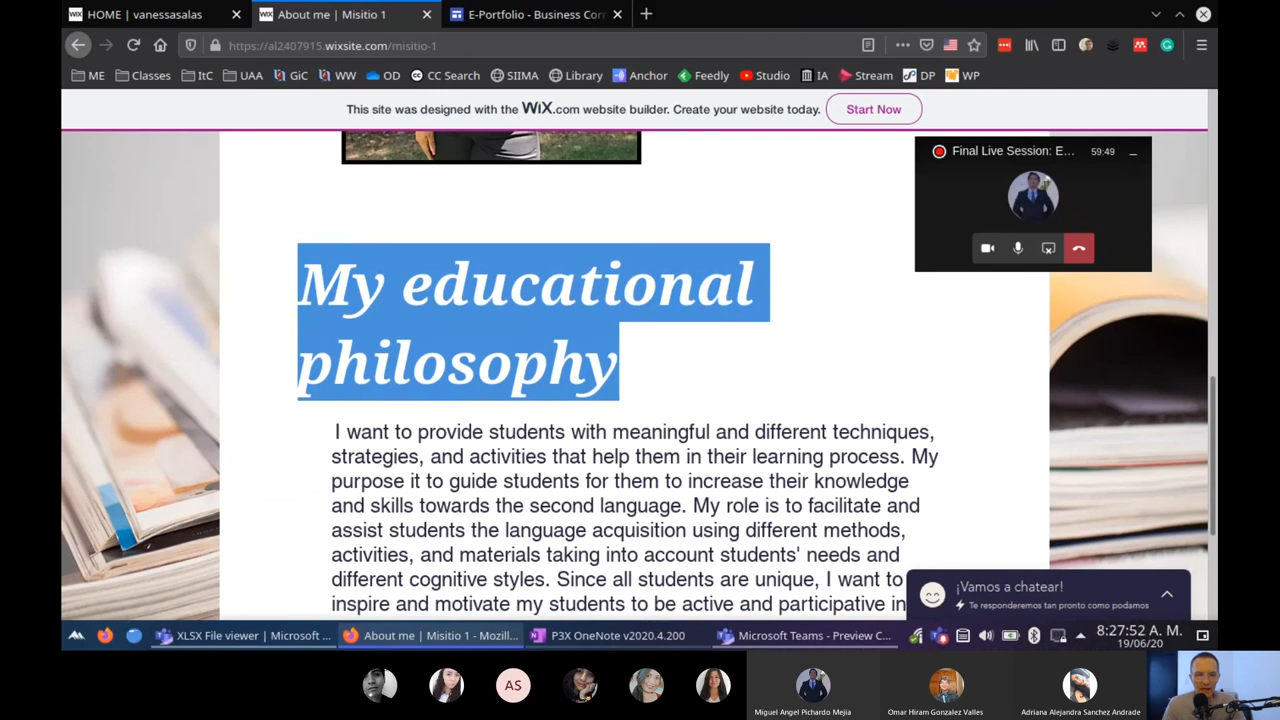 HOME | vanessasalas
About me | Misitio 1
E-Portfolio - Business Corr
https://al2407915.wixsite.com/misitio-1
ME Classes ItC UAA GiC WW OD CC Search SIIMA Library Anchor Feedly Studio IA Stream DP WP
This site was designed with the WiX.com website builder. Create your website today. Start Now
Final Live Session: E... 59:49
My educational
philosophy
I want to provide students with meaningful and different techniques,
strategies, and activities that help them in their learning process. My
purpose it to guide students for them to increase their knowledge
and skills towards the second language. My role is to facilitate and
assist students the language acquisition using different methods,
activities, and materials taking into account students' needs and
different cognitive styles. Since all students are unique, I want to
inspire and motivate my students to be active and participative in
¡Vamos a chatear!
Te responderemos tan pronto como podamos
XLSX File viewer | Microsoft ...
About me | Misitio 1 - Mozill...
P3X OneNote v2020.4.200
Microsoft Teams - Preview C...
8:27:52 A. M.
19/06/20
AS
Miguel Angel Pichardo Mejia
Omar Hiram Gonzalez Valles
Adriana Alejandra Sanchez Andrade